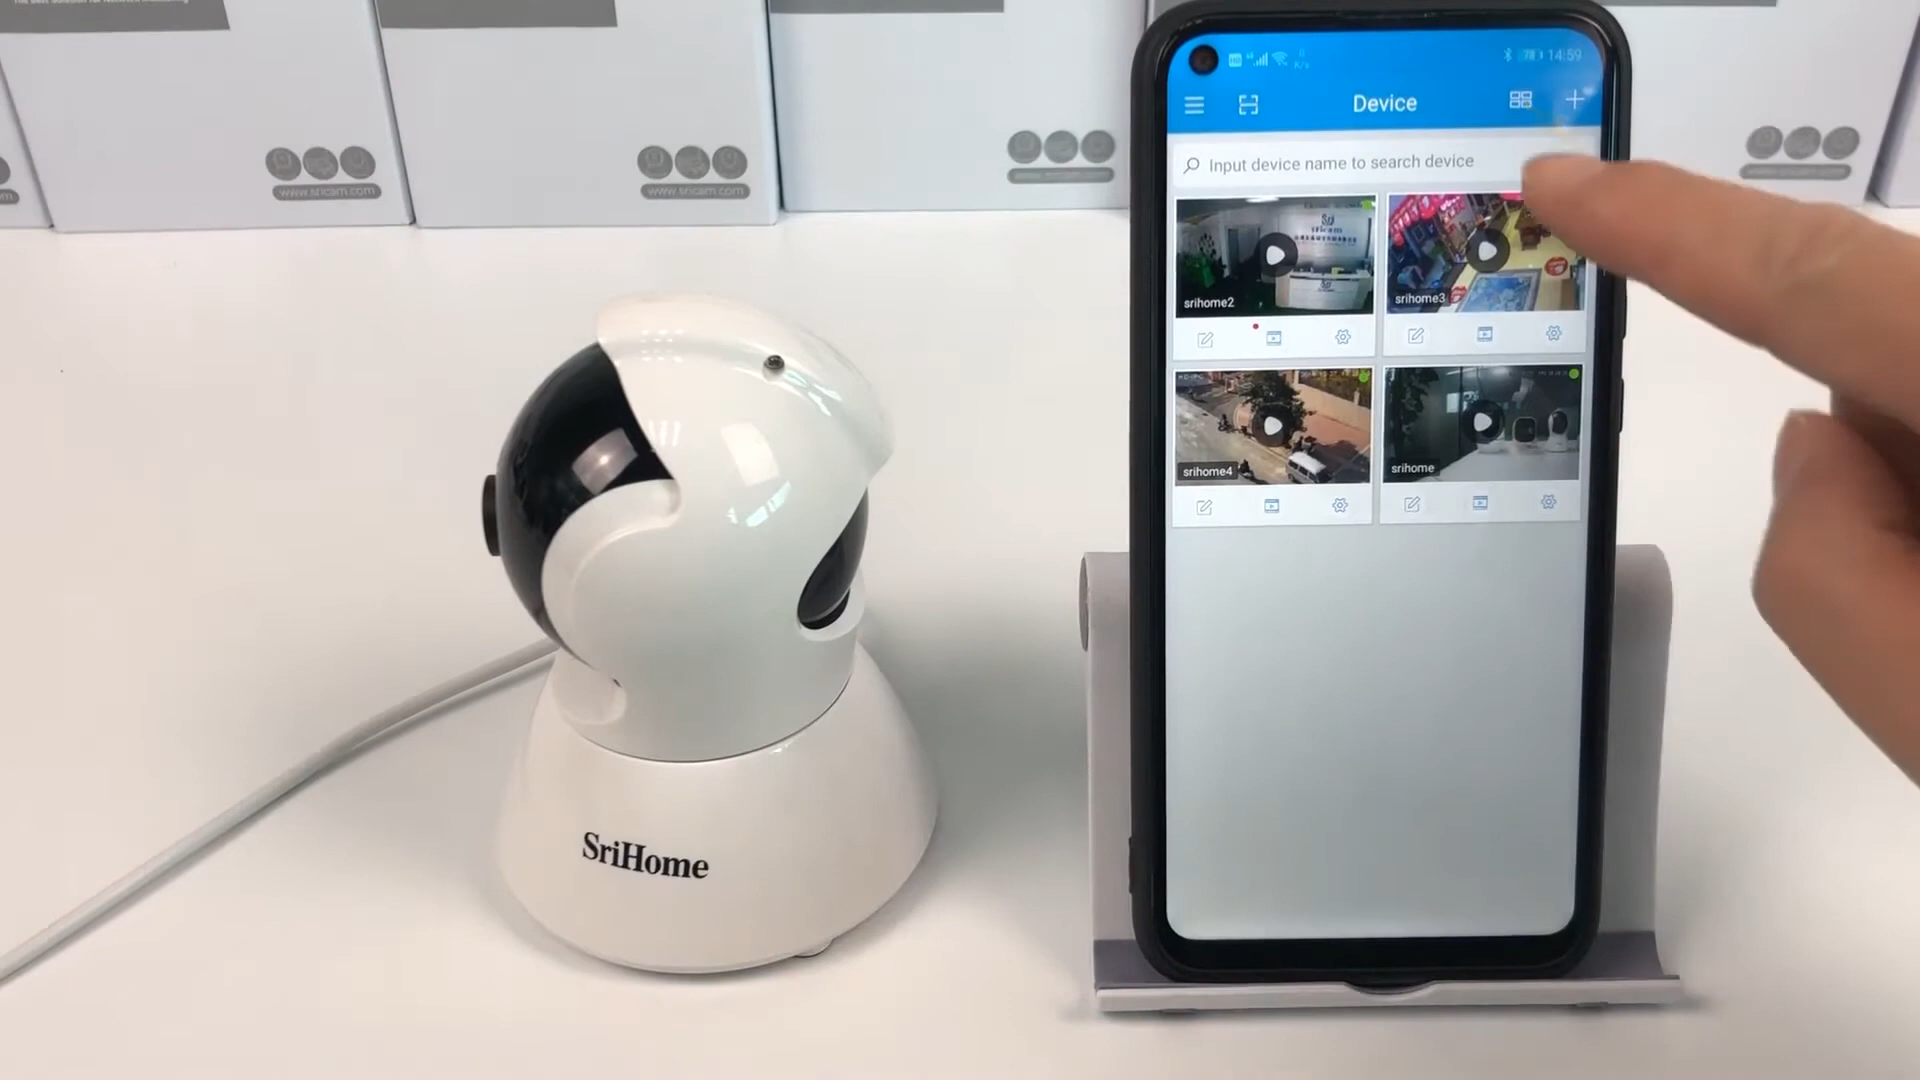 www.sricam.com
www.sricam.com
14:59
Device
Input device name to search device
sricam
srihome2
srihome3
srihome4
srihome
SriHome